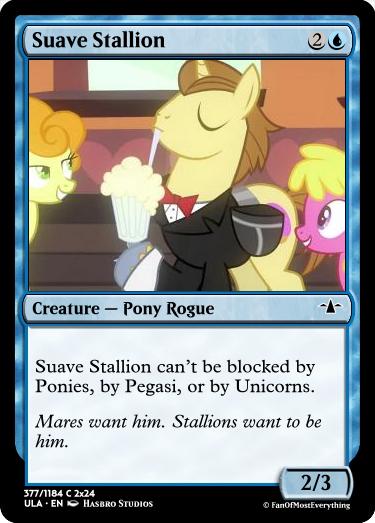 Suave Stallion 2
Creature — Pony Rogue
Suave Stallion can't be blocked by
Ponies, by Pegasi, or by Unicorns.
Mares want him. Stallions want to be
him.
2/3
377/1184 C 2x24
ULA • EN Hasbro Studios
© FanOfMostEverything